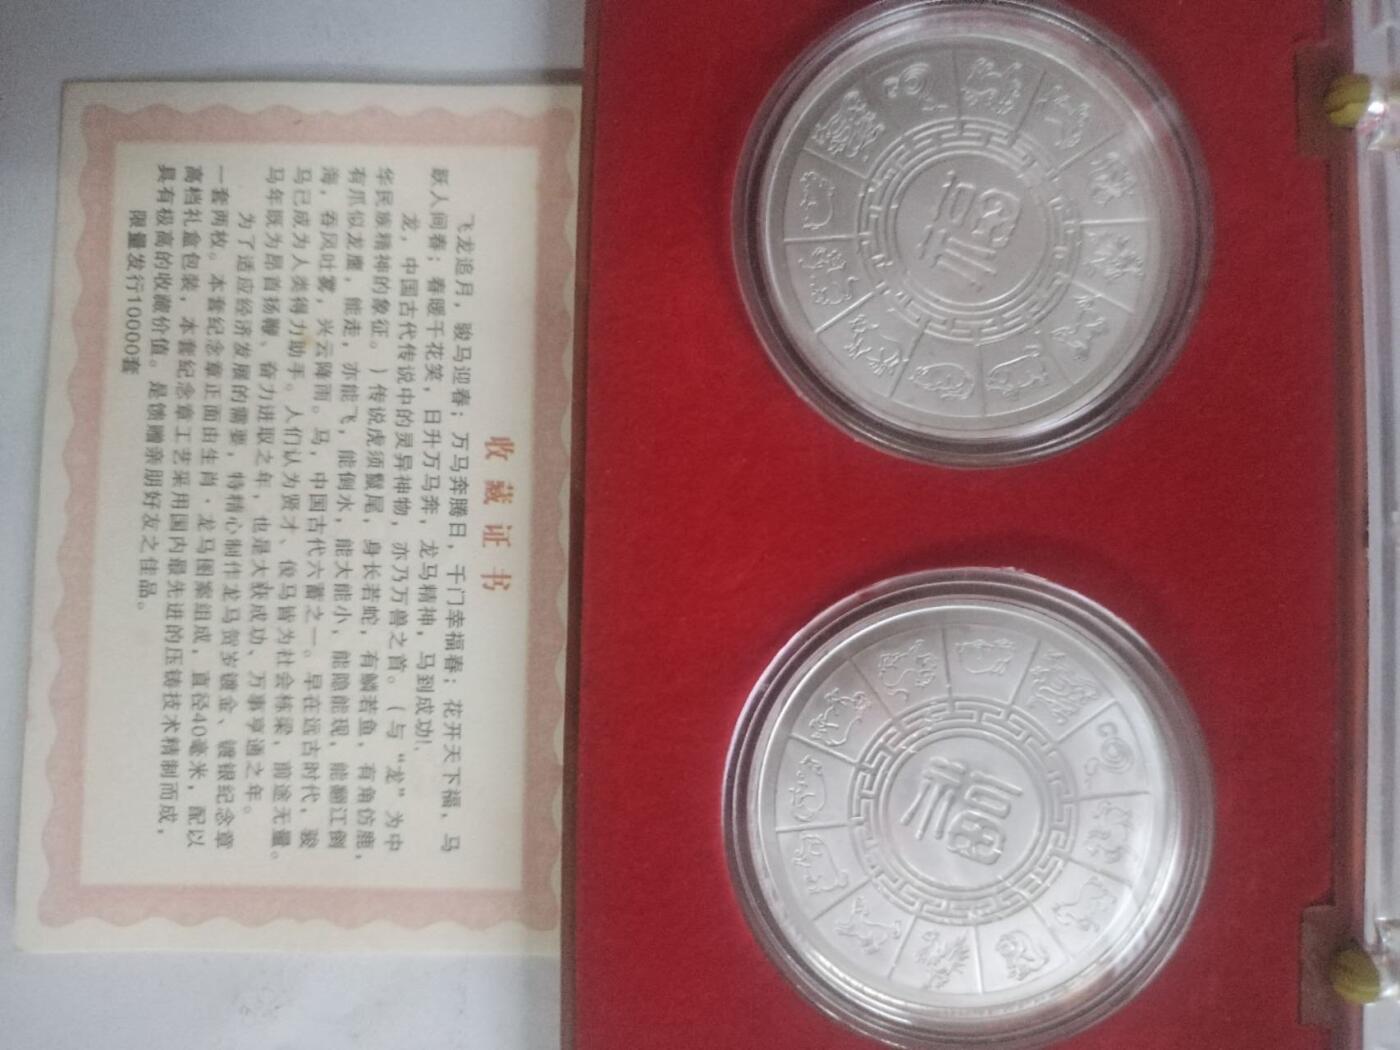 收藏证书
飞龙追月，骏马迎春；万马奔腾日，千门幸福春；花开天下福，马
跃人间春；春暖千花笑，日升万马奔，龙马精神，马到成功！
龙，中国古代传说中的灵异神物，亦乃万兽之首。（与“龙”为中
华民族精神的象征。）传说虎须鬣尾，身长若蛇，有鳞若鱼，有角仿鹿，
有爪似龙鹰，能走，亦能飞，能倒水，能大能小，能隐能现，能翻江倒
海，吞风吐雾，兴云降雨。马，中国古代六畜之一。早在远古时代，骏
马已成为人类得力助手。人们认为贤才、俊马皆为社会栋梁，前途无量。
马年既为昂首扬鞭、奋力进取之年，也是大获成功、万事亨通之年。
为了适应经济发展的需要，特精心制作龙马贺岁镀金、镀银纪念章
一套两枚。本套纪念章正面由生肖·龙马图案组成，直径40毫米，配以
高档礼盒包装，本套纪念章工艺采用国内最先进的压铸技术精制而成，
具有极高的收藏价值。是馈赠亲朋好友之佳品。
限量发行10000套
福
福